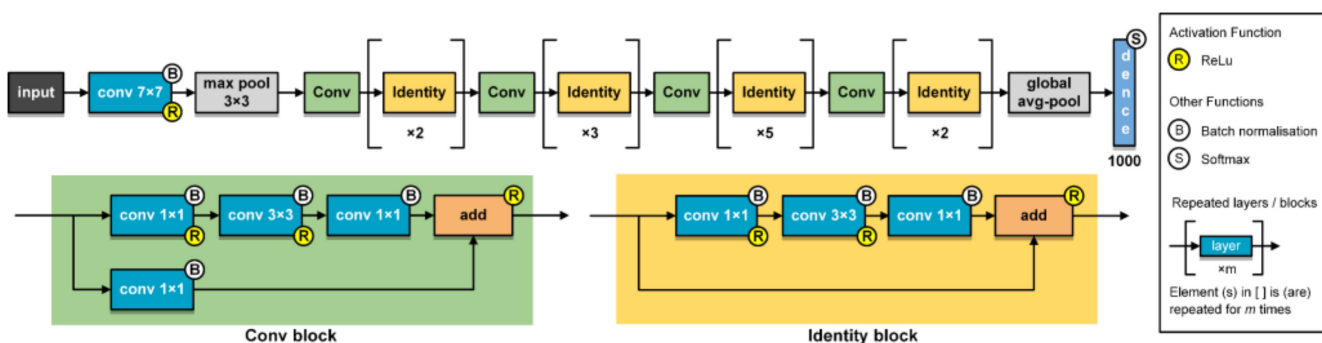 input
conv 7×7
B
R
max pool
3×3
Conv
Identity
×2
Conv
Identity
×3
Conv
Identity
×5
Conv
Identity
×2
global
avg-pool
S
dence
1000
conv 1×1
B
R
conv 3×3
B
R
conv 1×1
B
add
R
conv 1×1
B
Conv block
conv 1×1
B
R
conv 3×3
B
R
conv 1×1
B
add
R
Identity block
Activation Function
R ReLu
Other Functions
B Batch normalisation
S Softmax
Repeated layers / blocks
layer
×m
Element (s) in [ ] is (are)
repeated for m times